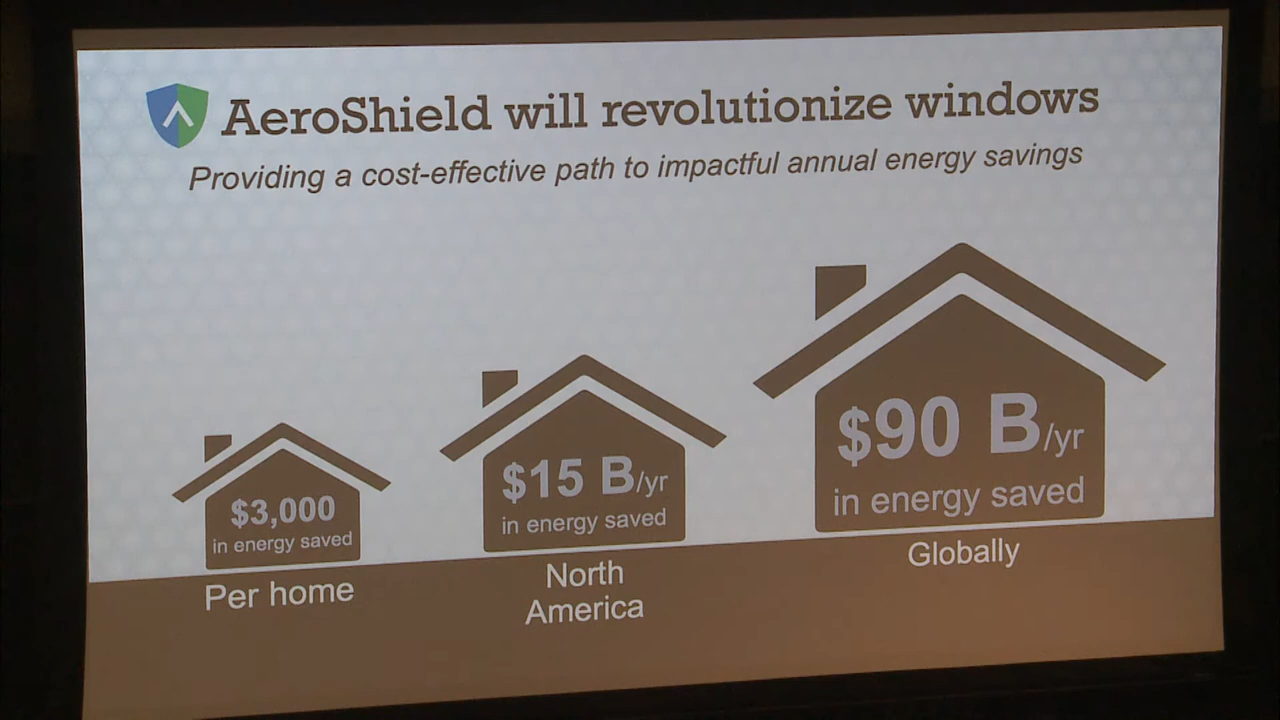 AeroShield will revolutionize windows
Providing a cost-effective path to impactful annual energy savings
$3,000
in energy saved
Per home
$15 B/yr
in energy saved
North
America
$90 B/yr
in energy saved
Globally